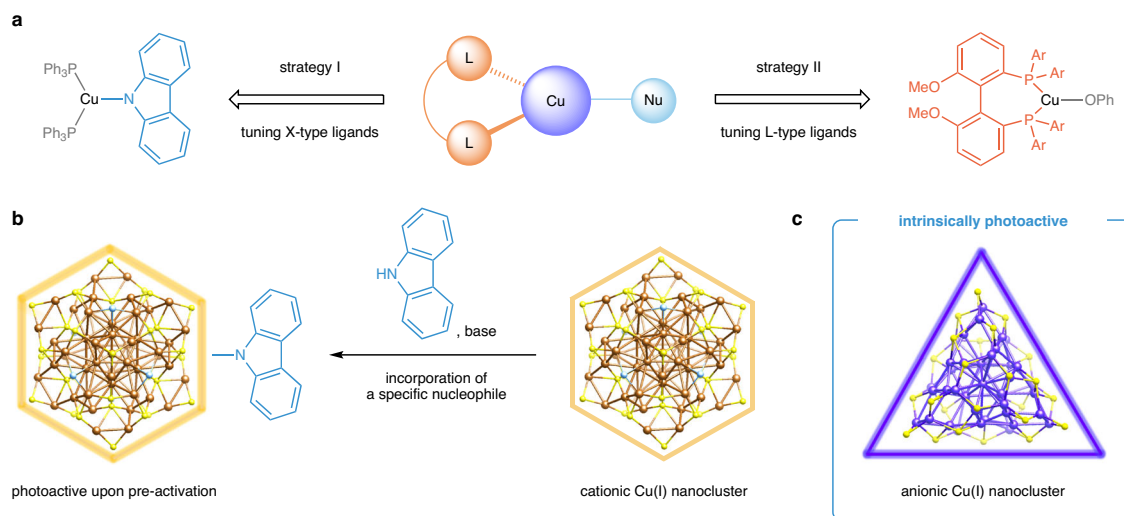 a
Ph3P
Cu
N
Ph3P
strategy I
tuning X-type ligands
L
L
Cu
Nu
strategy II
tuning L-type ligands
MeO
MeO
P
Ar
Ar
Cu
OPh
P
Ar
Ar
b
N
photoactive upon pre-activation
HN
, base
incorporation of
a specific nucleophile
cationic Cu(I) nanocluster
c
intrinsically photoactive
anionic Cu(I) nanocluster